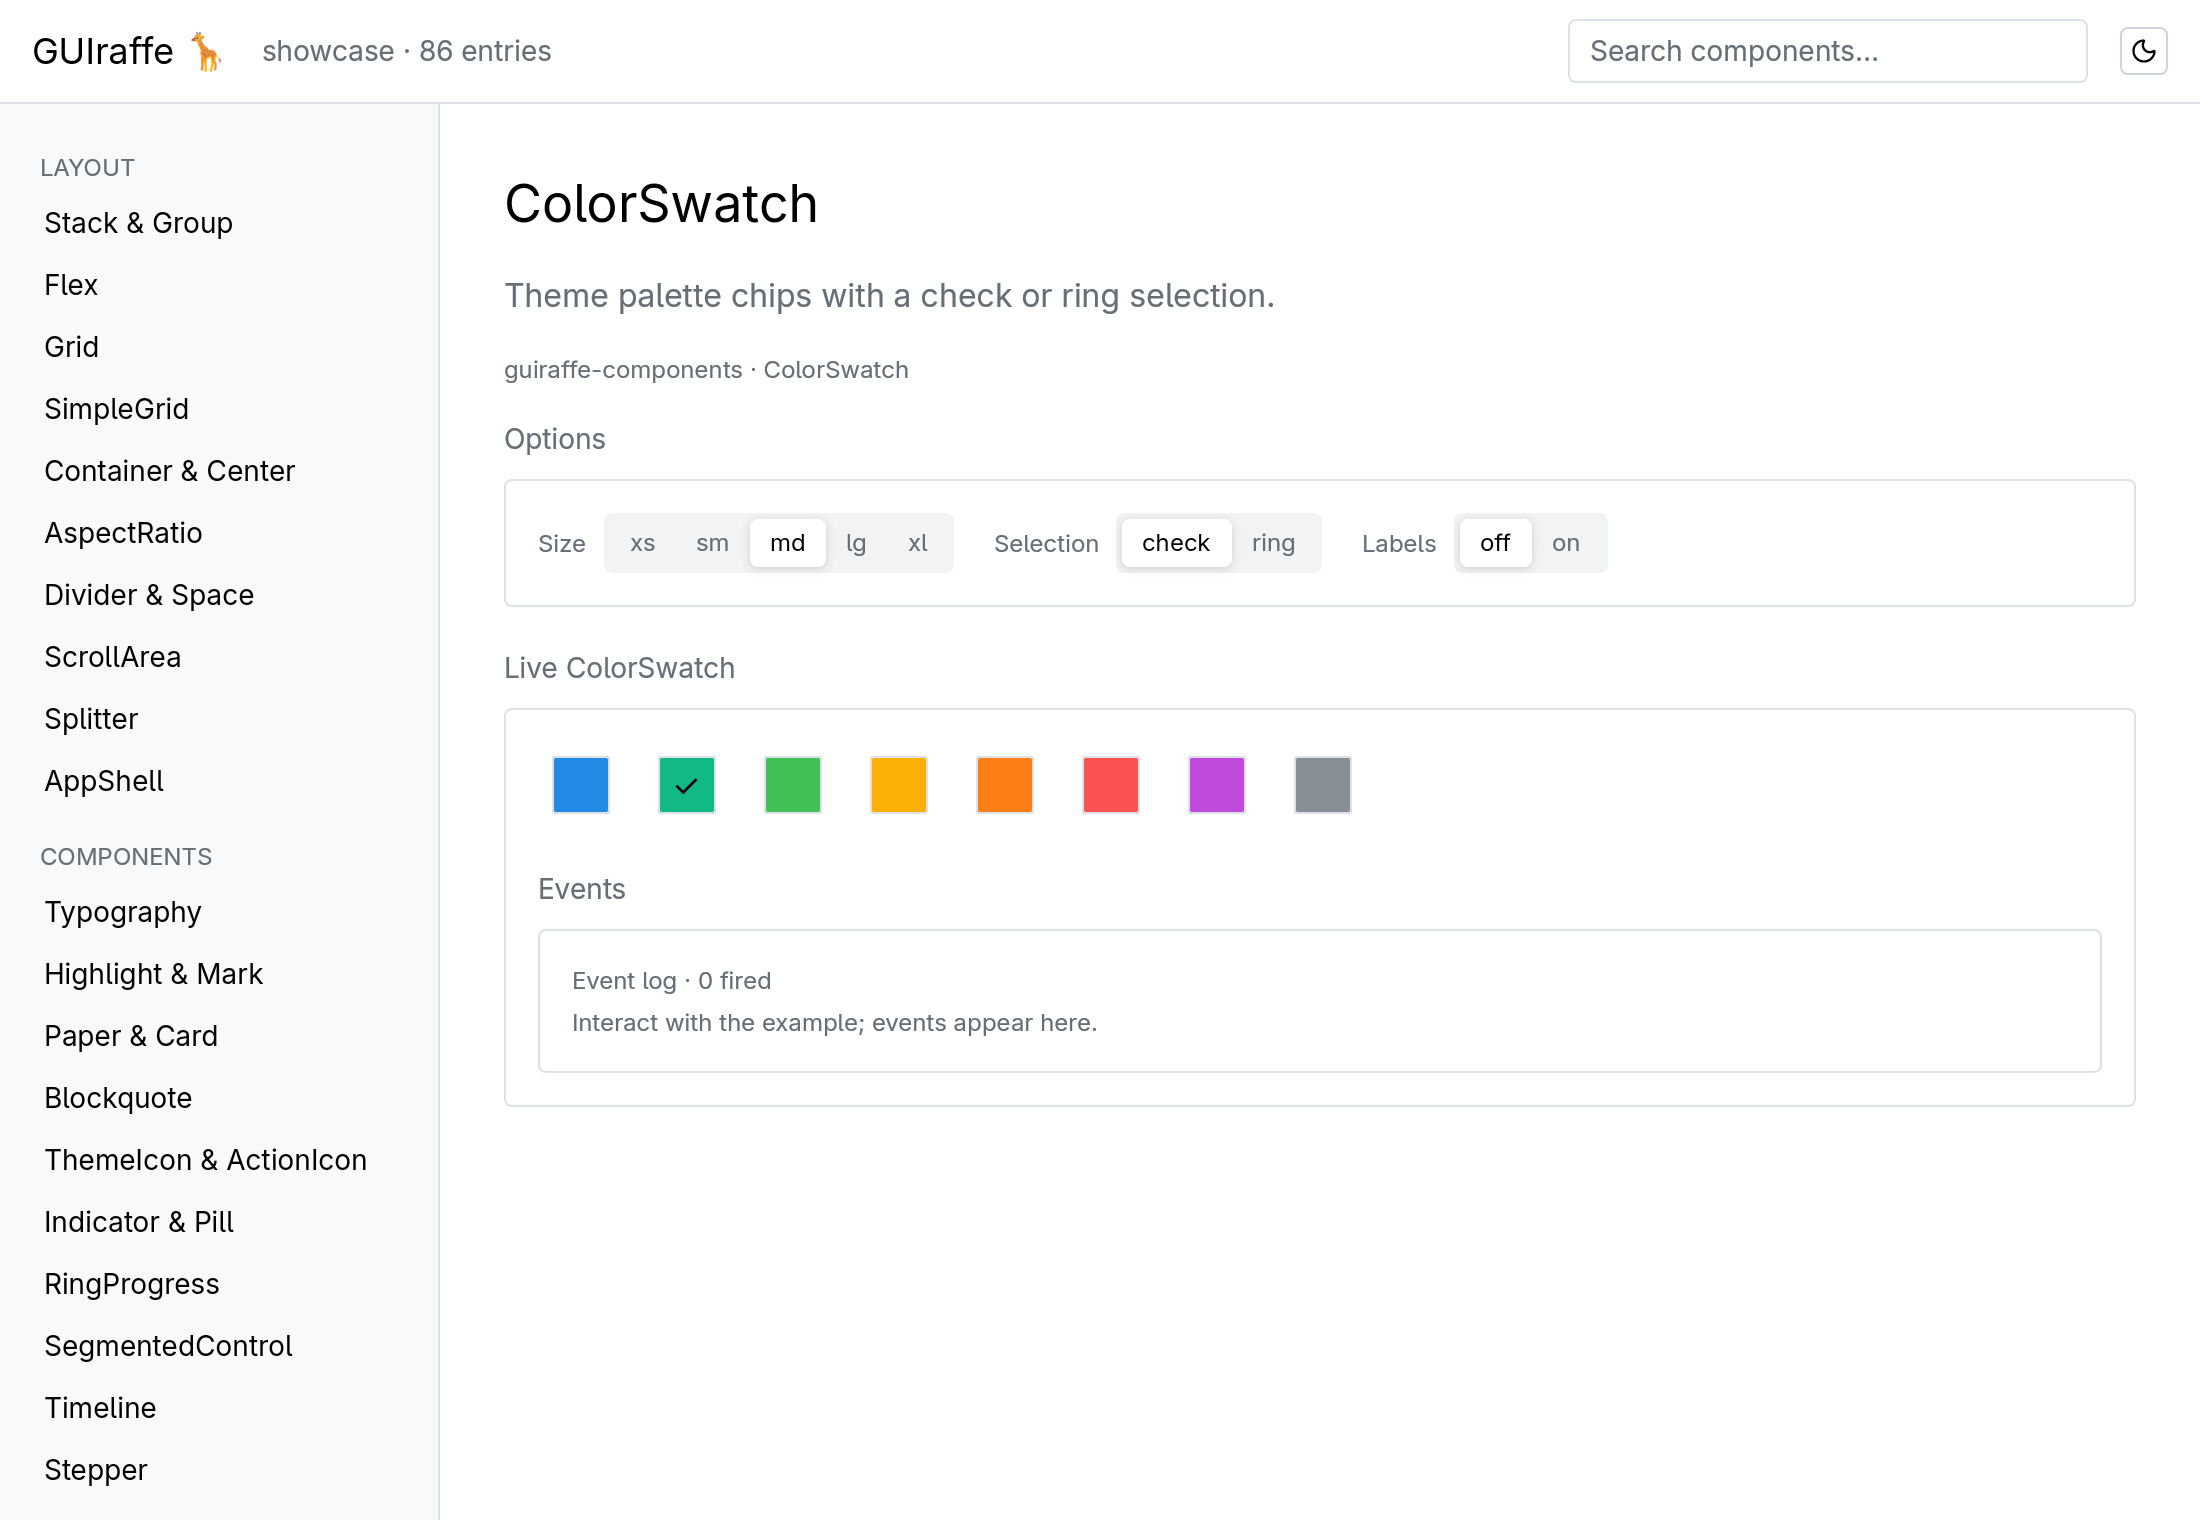 GUIraffe 🦒 showcase · 86 entries Search components...
LAYOUT
Stack & Group
Flex
Grid
SimpleGrid
Container & Center
AspectRatio
Divider & Space
ScrollArea
Splitter
AppShell
COMPONENTS
Typography
Highlight & Mark
Paper & Card
Blockquote
ThemeIcon & ActionIcon
Indicator & Pill
RingProgress
SegmentedControl
Timeline
Stepper
ColorSwatch
Theme palette chips with a check or ring selection.
guiraffe-components · ColorSwatch
Options
Size xs sm md lg xl Selection check ring Labels off on
Live ColorSwatch
Events
Event log · 0 fired
Interact with the example; events appear here.